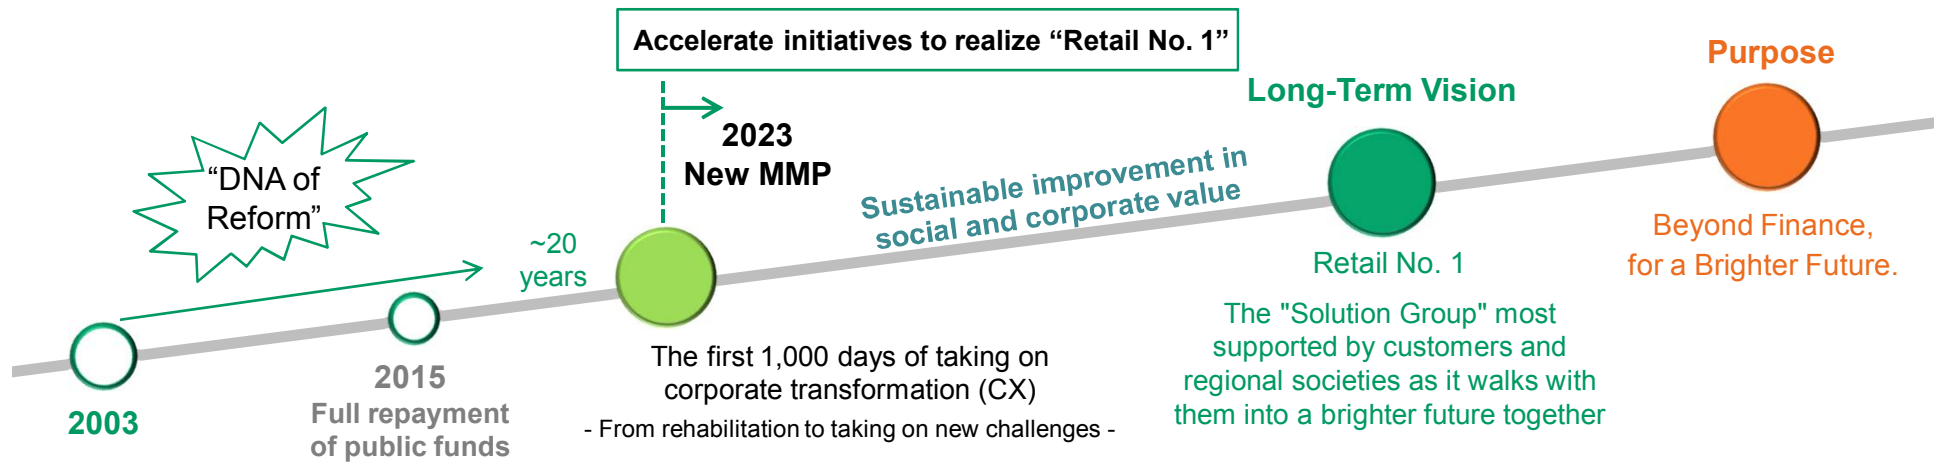 Accelerate initiatives to realize “Retail No. 1”
Purpose
Long-Term Vision
2023
New MMP
“DNA of
Reform”
Sustainable improvement in
social and corporate value
~20
years
Retail No. 1
Beyond Finance,
for a Brighter Future.
The "Solution Group" most
supported by customers and
regional societies as it walks with
them into a brighter future together
The first 1,000 days of taking on
corporate transformation (CX)
- From rehabilitation to taking on new challenges -
2015
Full repayment
of public funds
2003